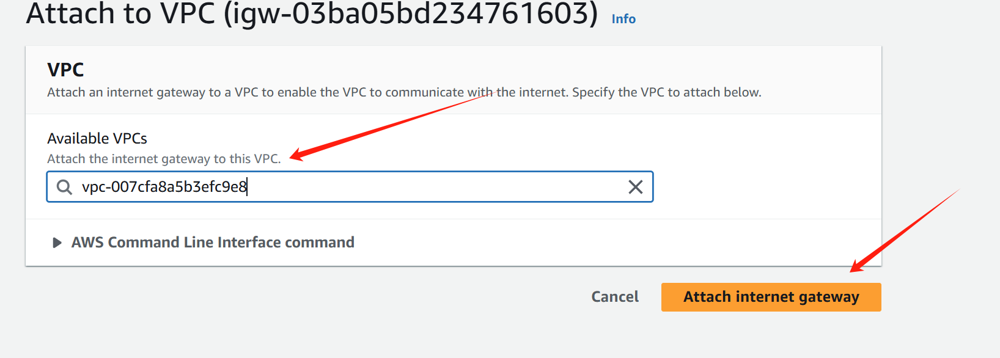 Attach to VPC (igw-03ba05bd234761603) Info
VPC
Attach an internet gateway to a VPC to enable the VPC to communicate with the internet. Specify the VPC to attach below.
Available VPCs
Attach the internet gateway to this VPC.
vpc-007cfa8a5b3efc9e8
AWS Command Line Interface command
Cancel Attach internet gateway